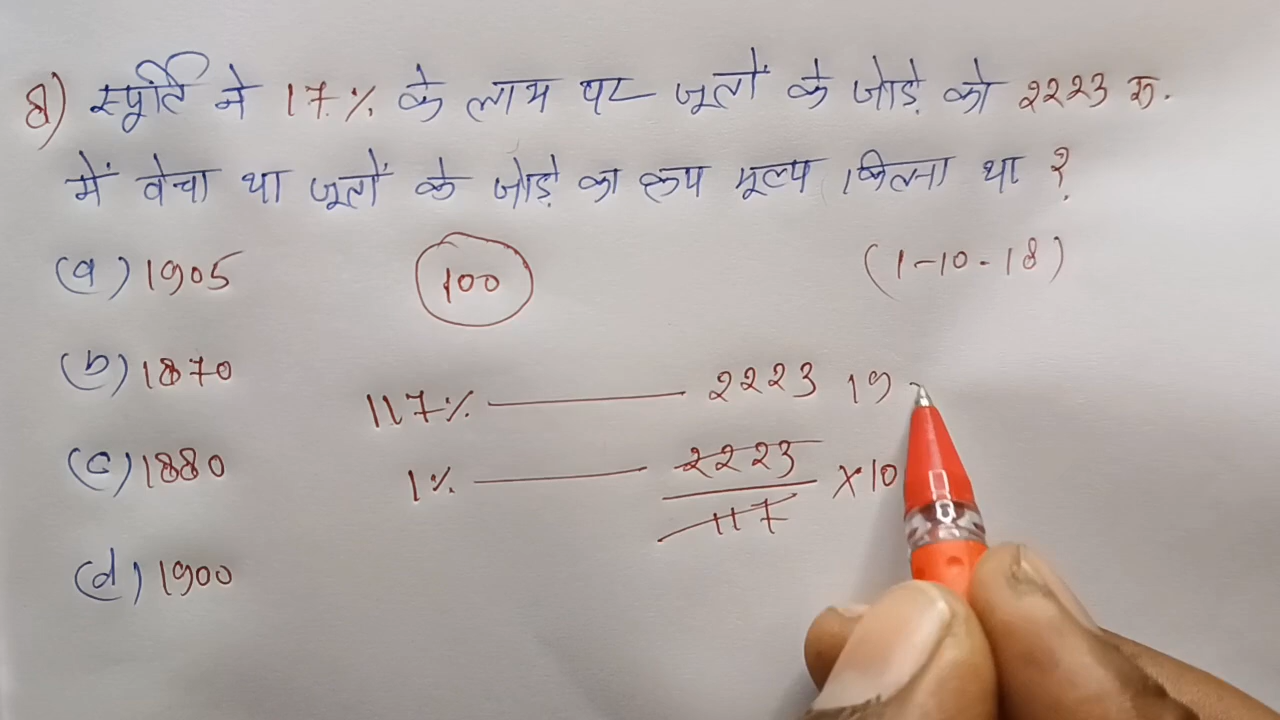 8) स्फूर्ति ने 17% के लाभ पर जूतों के जोड़े को 2223 रु.
में बेचा था जूतों के जोड़े का क्रय मूल्य कितना था ?
(a) 1905
100
(1-10-18)
(b) 1870
117% 2223 19
(c) 1880
1% 2223/117 ×10
(d) 1900